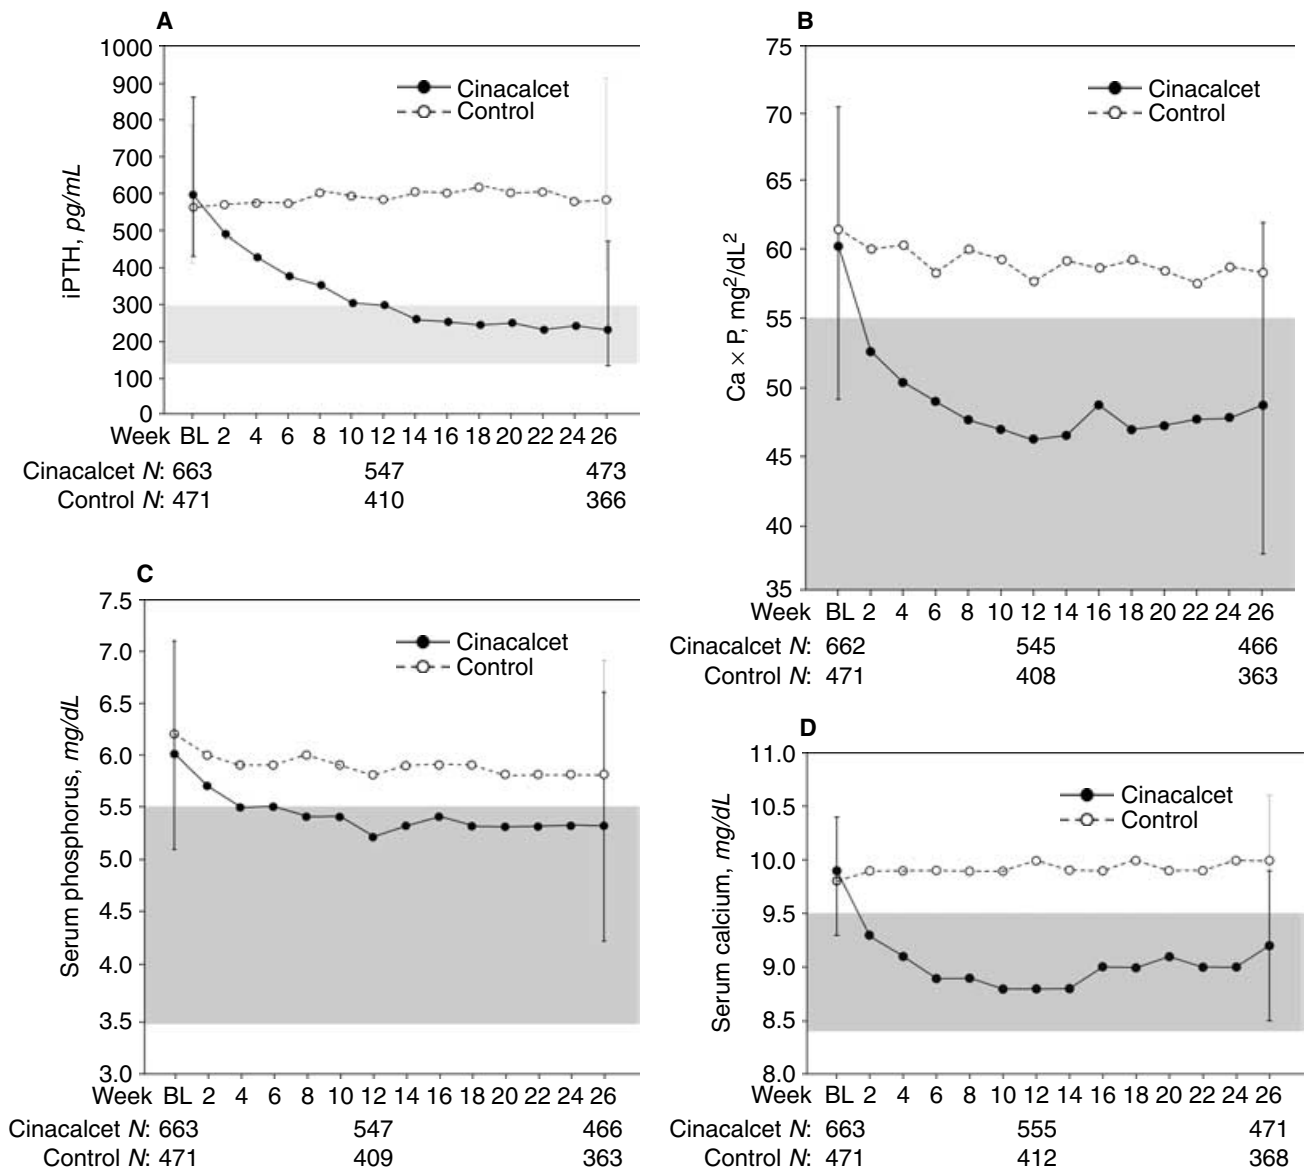 A
1000
900
800
700
600
500
400
300
200
100
0
iPTH, pg/mL
Cinacalcet
Control
Week BL 2 4 6 8 10 12 14 16 18 20 22 24 26
Cinacalcet N: 663 547 473
Control N: 471 410 366
B
75
70
65
60
55
50
45
40
35
Ca × P, mg²/dL²
Cinacalcet
Control
Week BL 2 4 6 8 10 12 14 16 18 20 22 24 26
Cinacalcet N: 662 545 466
Control N: 471 408 363
C
7.5
7.0
6.5
6.0
5.5
5.0
4.5
4.0
3.5
3.0
Serum phosphorus, mg/dL
Cinacalcet
Control
Week BL 2 4 6 8 10 12 14 16 18 20 22 24 26
Cinacalcet N: 663 547 466
Control N: 471 409 363
D
11.0
10.5
10.0
9.5
9.0
8.5
8.0
Serum calcium, mg/dL
Cinacalcet
Control
Week BL 2 4 6 8 10 12 14 16 18 20 22 24 26
Cinacalcet N: 663 555 471
Control N: 471 412 368